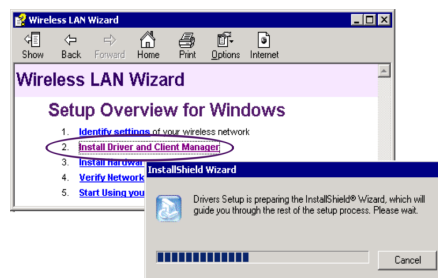 Wireless LAN Wizard
Show Back Forward Home Print Options Internet
Wireless LAN Wizard
Setup Overview for Windows
1. Identify settings of your wireless network
2. Install Driver and Client Manager
3. Install hardwar
4. Verify Network
5. Start Using you
InstallShield Wizard
Drivers Setup is preparing the InstallShield® Wizard, which will
guide you through the rest of the setup process. Please wait.
Cancel